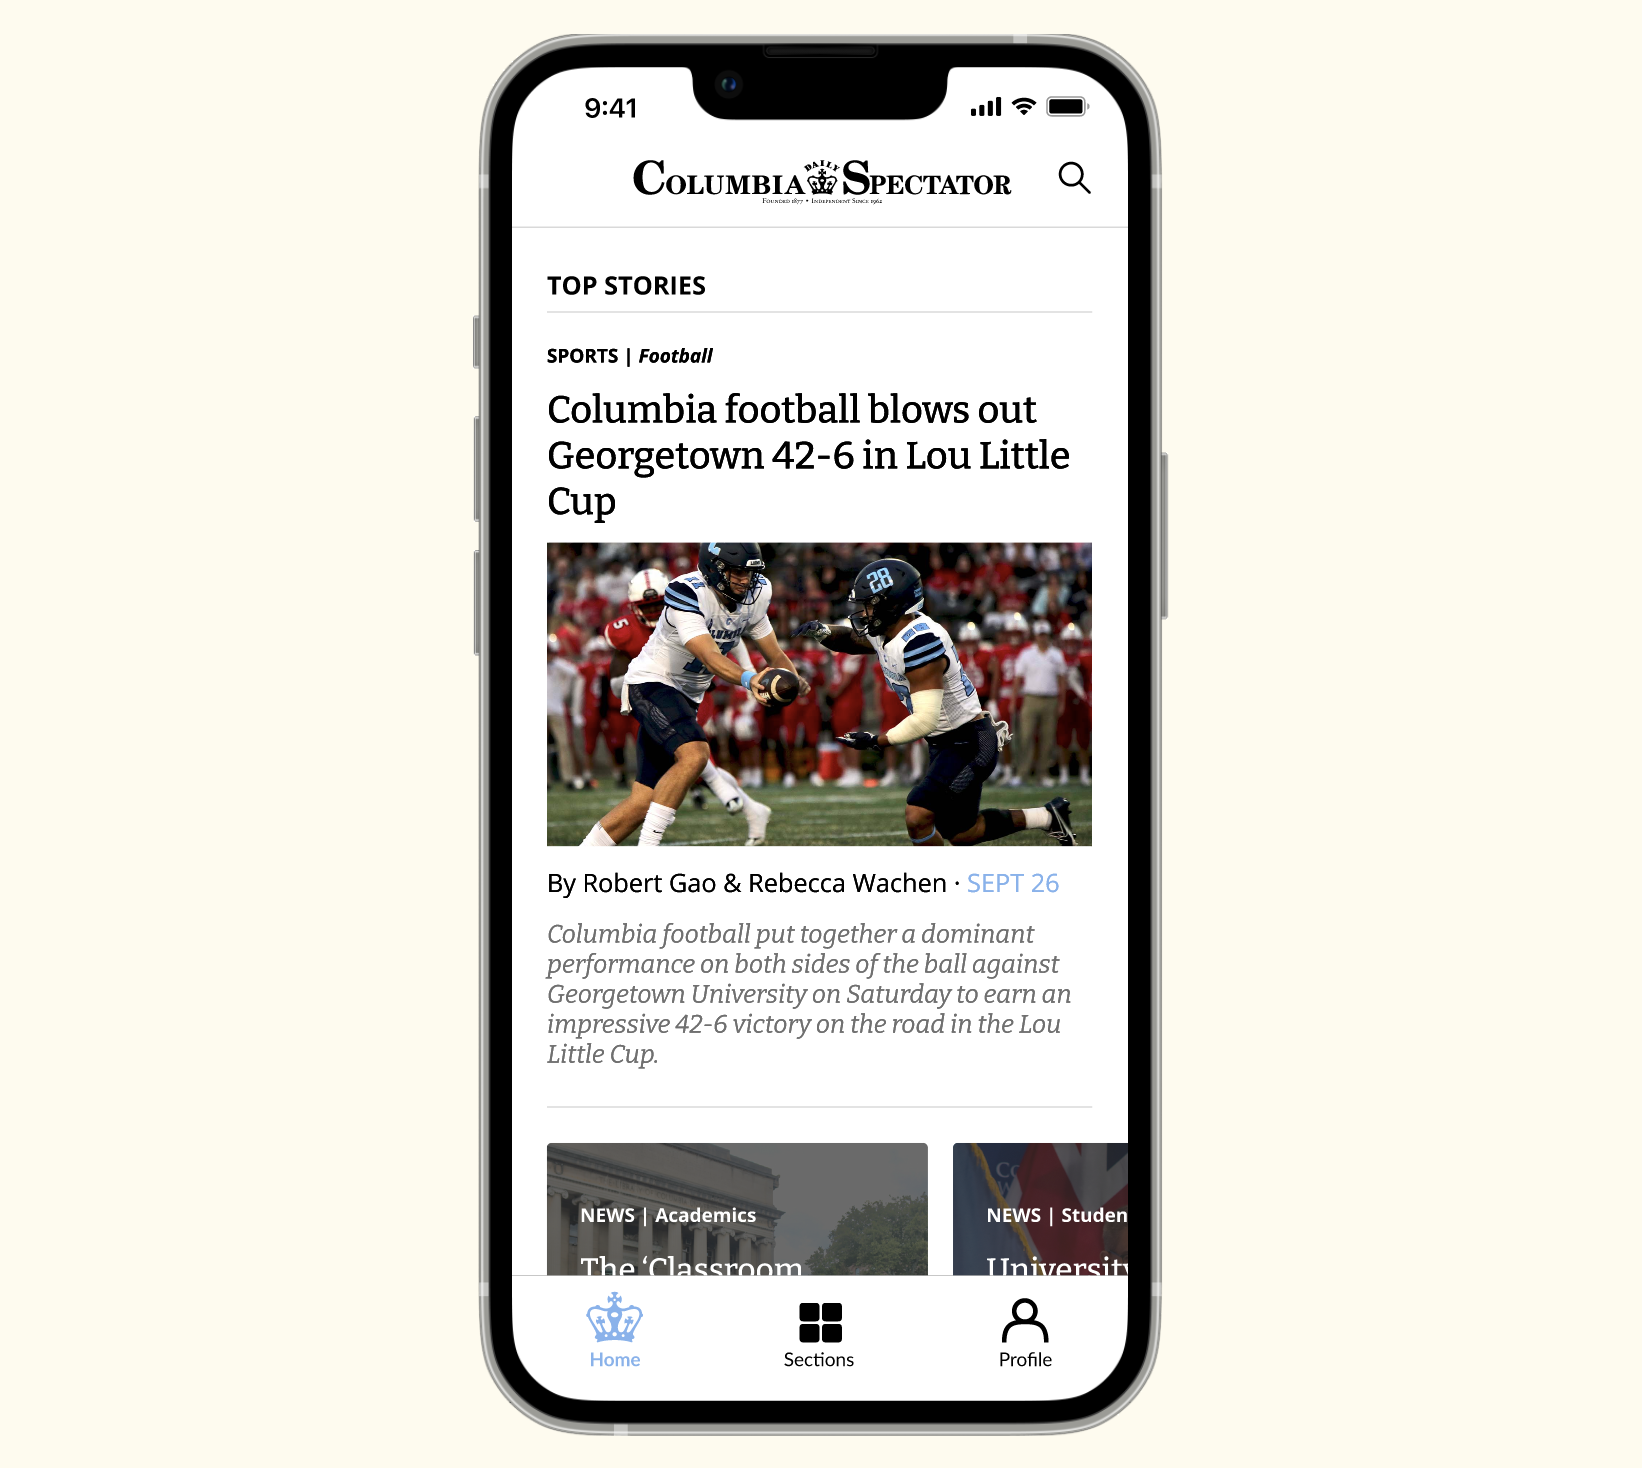 9:41
COLUMBIA DAILY SPECTATOR
FOUNDED 1877 • INDEPENDENT SINCE 1962
TOP STORIES
SPORTS | Football
Columbia football blows out
Georgetown 42-6 in Lou Little
Cup
28
5
11
By Robert Gao & Rebecca Wachen · SEPT 26
Columbia football put together a dominant
performance on both sides of the ball against
Georgetown University on Saturday to earn an
impressive 42-6 victory on the road in the Lou
Little Cup.
NEWS | Academics
NEWS | Studen
The ‘Classroom
University
Home
Sections
Profile